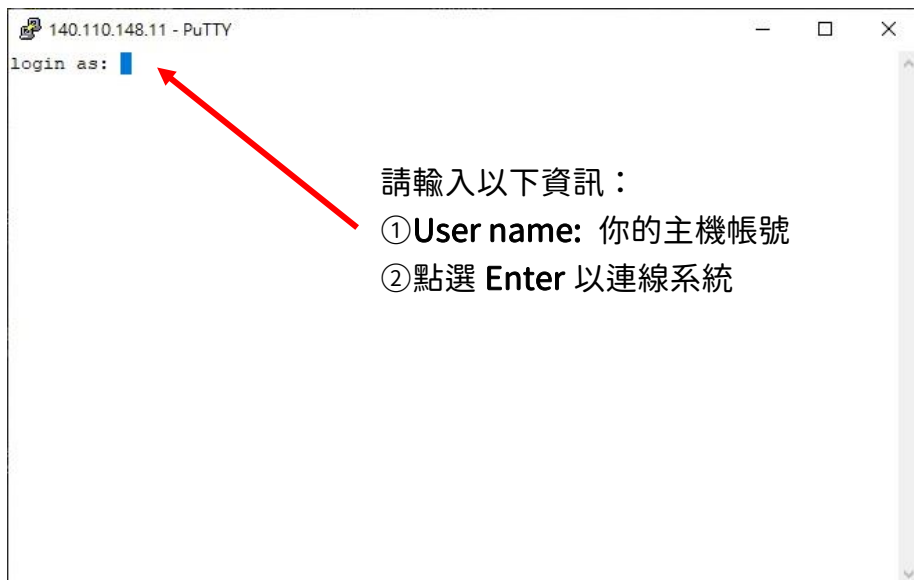 140.110.148.11 - PuTTY
login as:
請輸入以下資訊：
①User name: 你的主機帳號
②點選 Enter 以連線系統